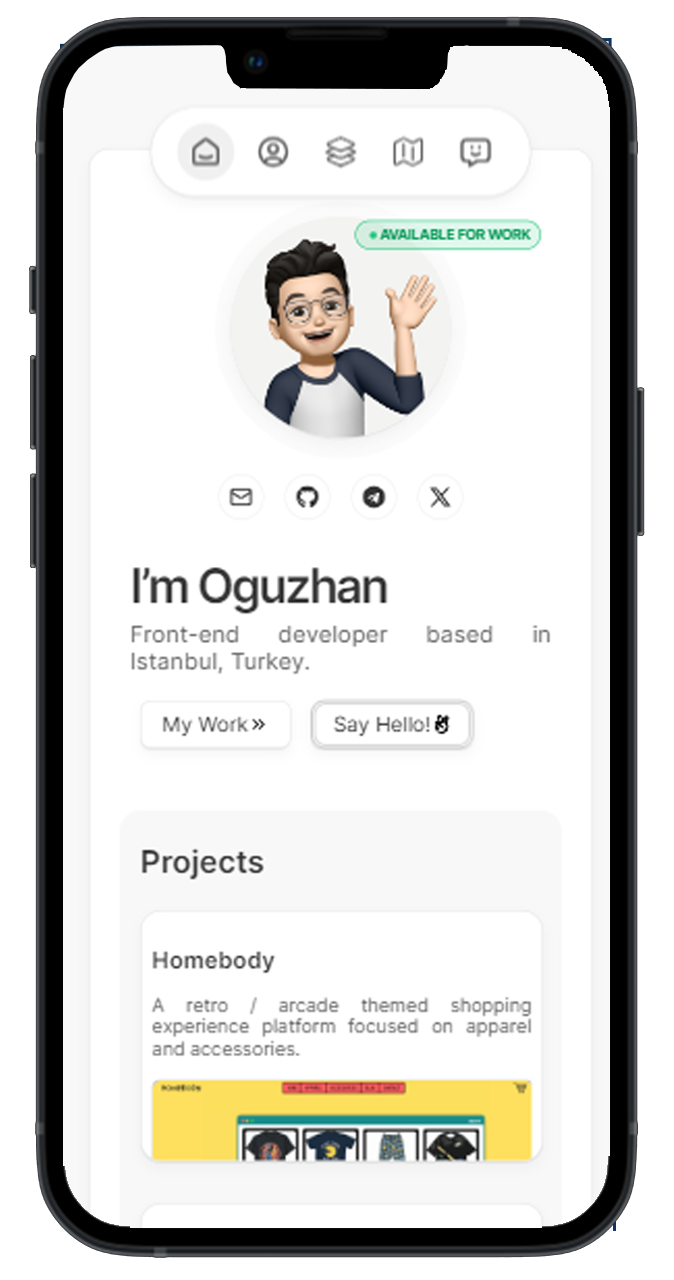 AVAILABLE FOR WORK
I'm Oguzhan
Front-end developer based in
Istanbul, Turkey.
My Work »
Say Hello!✌
Projects
Homebody
A retro / arcade themed shopping
experience platform focused on apparel
and accessories.
HOMEBODY